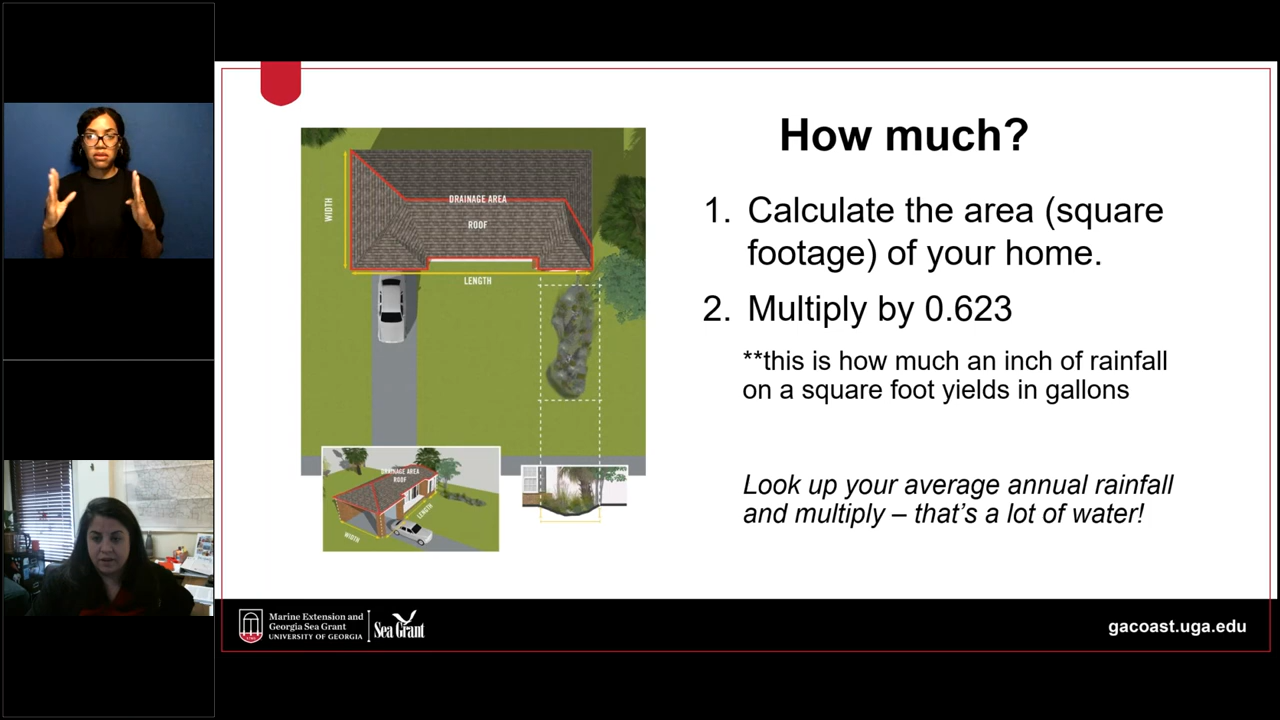 How much?
1. Calculate the area (square
footage) of your home.
2. Multiply by 0.623
**this is how much an inch of rainfall
on a square foot yields in gallons
Look up your average annual rainfall
and multiply – that's a lot of water!
WIDTH
DRAINAGE AREA
ROOF
LENGTH
DRAINAGE AREA
ROOF
LENGTH
WIDTH
Marine Extension and
Georgia Sea Grant
UNIVERSITY OF GEORGIA
Sea Grant
gacoast.uga.edu